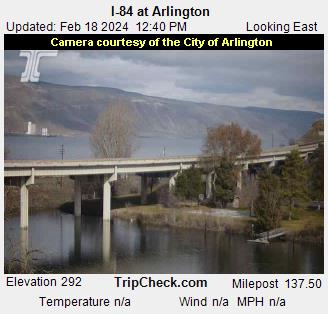 I-84 at Arlington
Updated: Feb 18 2024 12:40 PM Looking East
Camera courtesy of the City of Arlington
Elevation 292 TripCheck.com Milepost 137.50
Temperature n/a Wind n/a MPH n/a